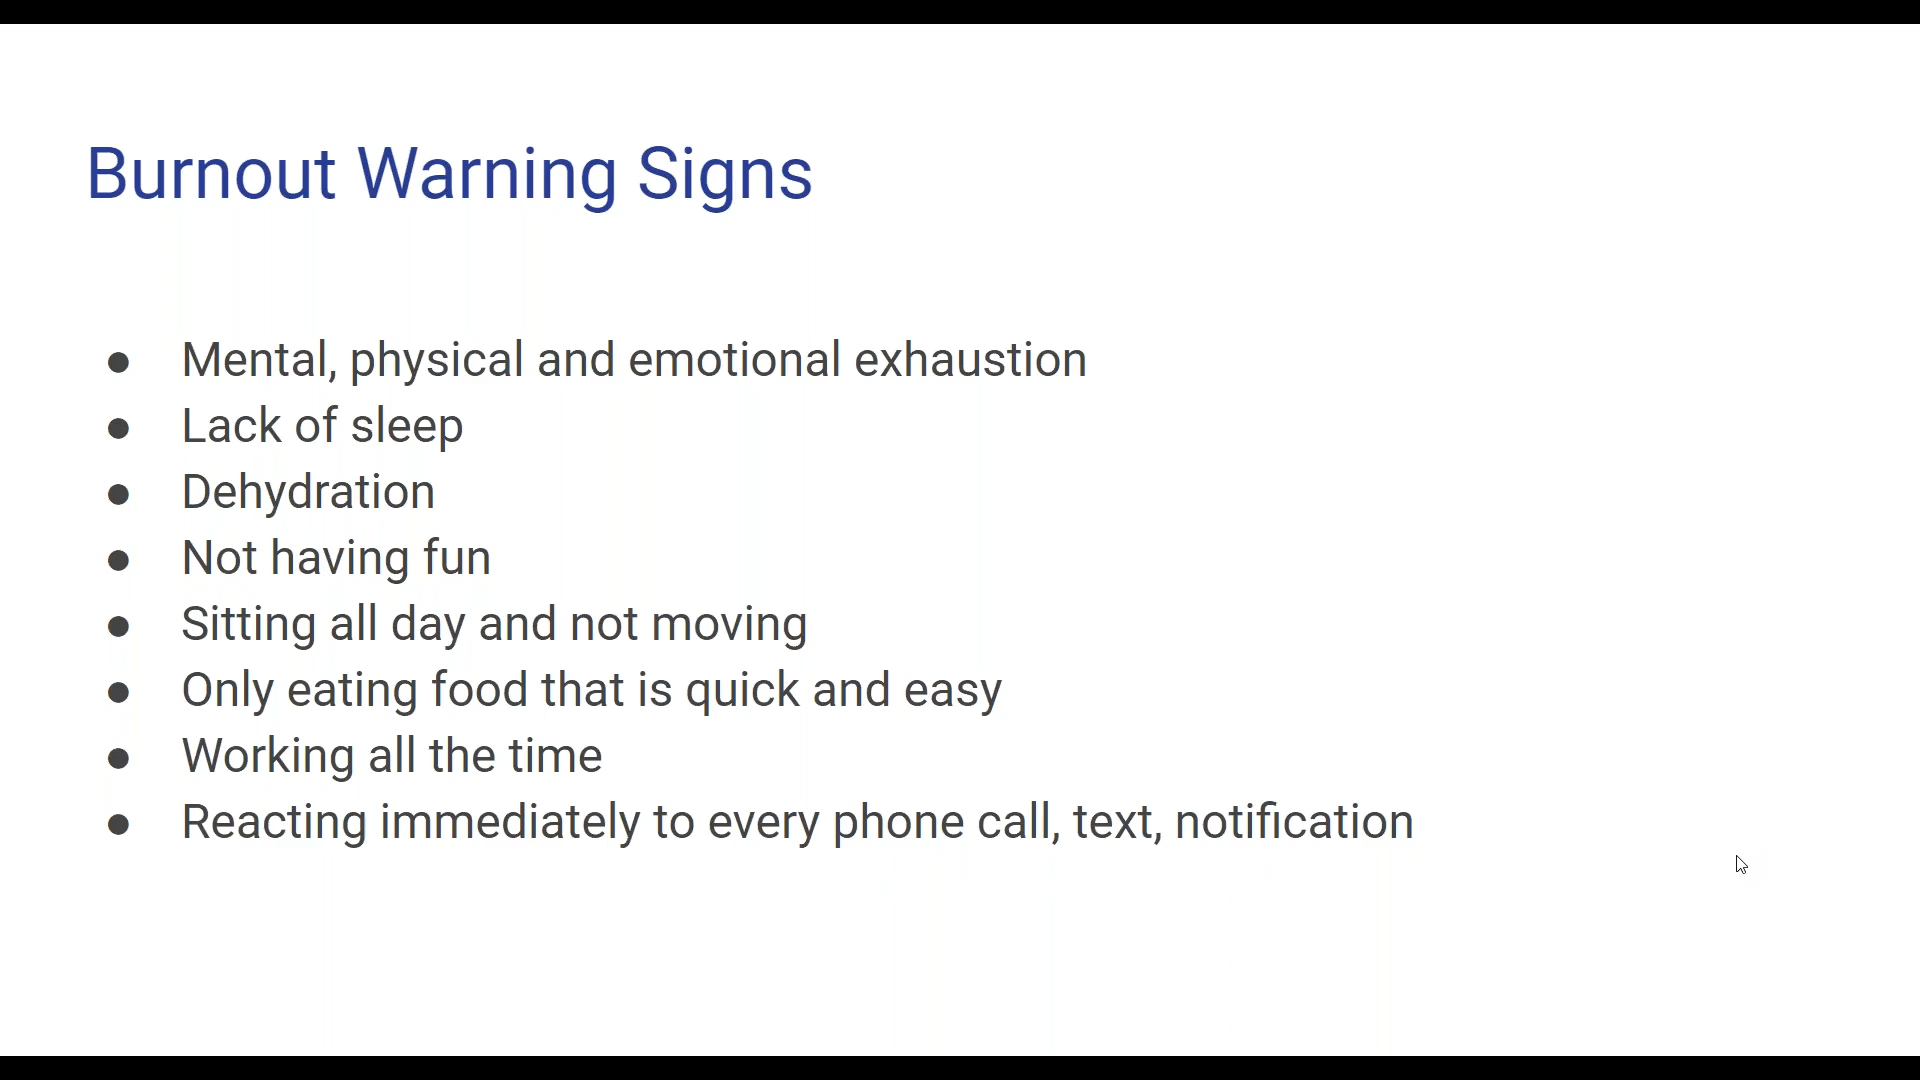 Burnout Warning Signs
● Mental, physical and emotional exhaustion
● Lack of sleep
● Dehydration
● Not having fun
● Sitting all day and not moving
● Only eating food that is quick and easy
● Working all the time
● Reacting immediately to every phone call, text, notification